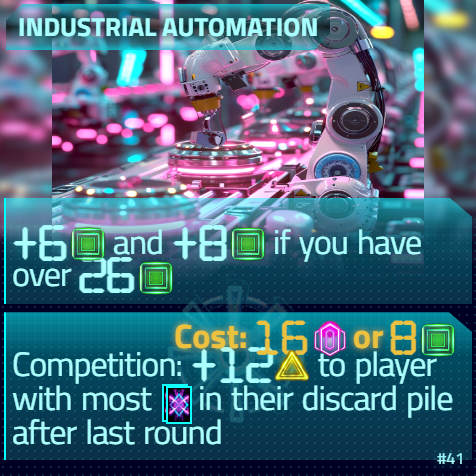 INDUSTRIAL AUTOMATION
+6 and +8 if you have
over 26
Cost: 16 or 8
Competition: +12 to player
with most in their discard pile
after last round
#41